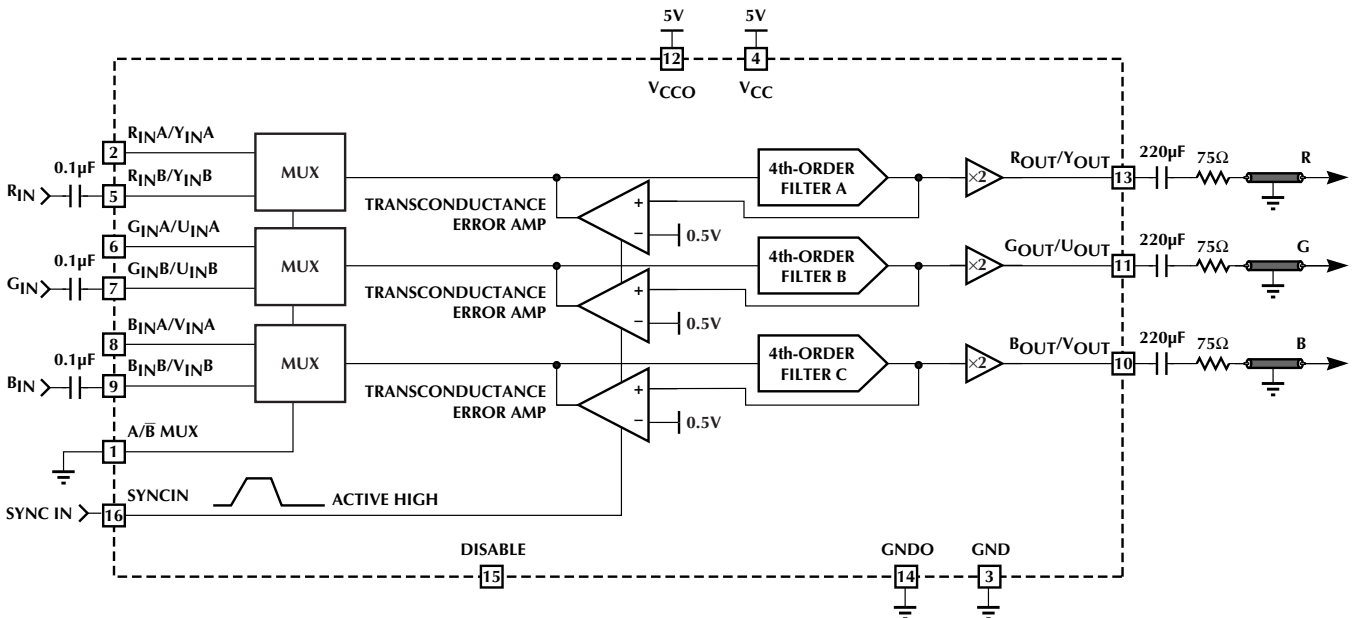 5V
5V
12
4
VCCO
VCC
RINA/YINA
2
0.1µF
RINB/YINB
RIN
5
MUX
4th-ORDER
FILTER A
×2
ROUT/YOUT
13
220µF
75Ω
R
TRANSCONDUCTANCE
ERROR AMP
+
−
0.5V
GINA/UINA
6
0.1µF
GINB/UINB
GIN
7
MUX
4th-ORDER
FILTER B
×2
GOUT/UOUT
11
220µF
75Ω
G
TRANSCONDUCTANCE
ERROR AMP
+
−
0.5V
BINA/VINA
8
0.1µF
BINB/VINB
BIN
9
MUX
4th-ORDER
FILTER C
×2
BOUT/VOUT
10
220µF
75Ω
B
TRANSCONDUCTANCE
ERROR AMP
+
−
0.5V
A/B̅ MUX
1
SYNCIN
ACTIVE HIGH
SYNC IN
16
DISABLE
15
GNDO
14
GND
3